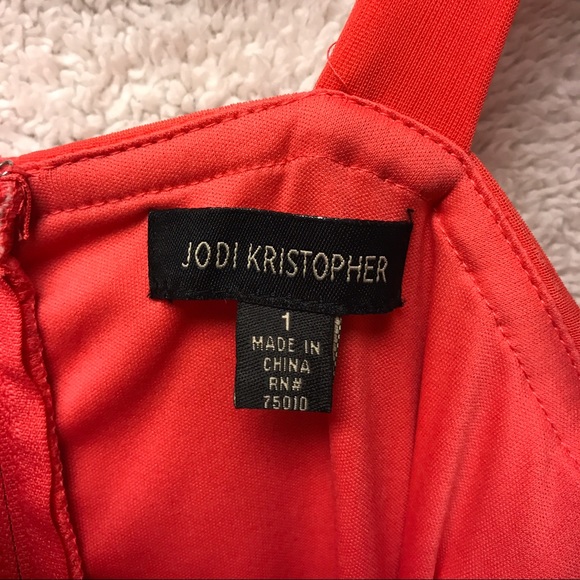 JODI KRISTOPHER
1
MADE IN
CHINA
RN#
75010